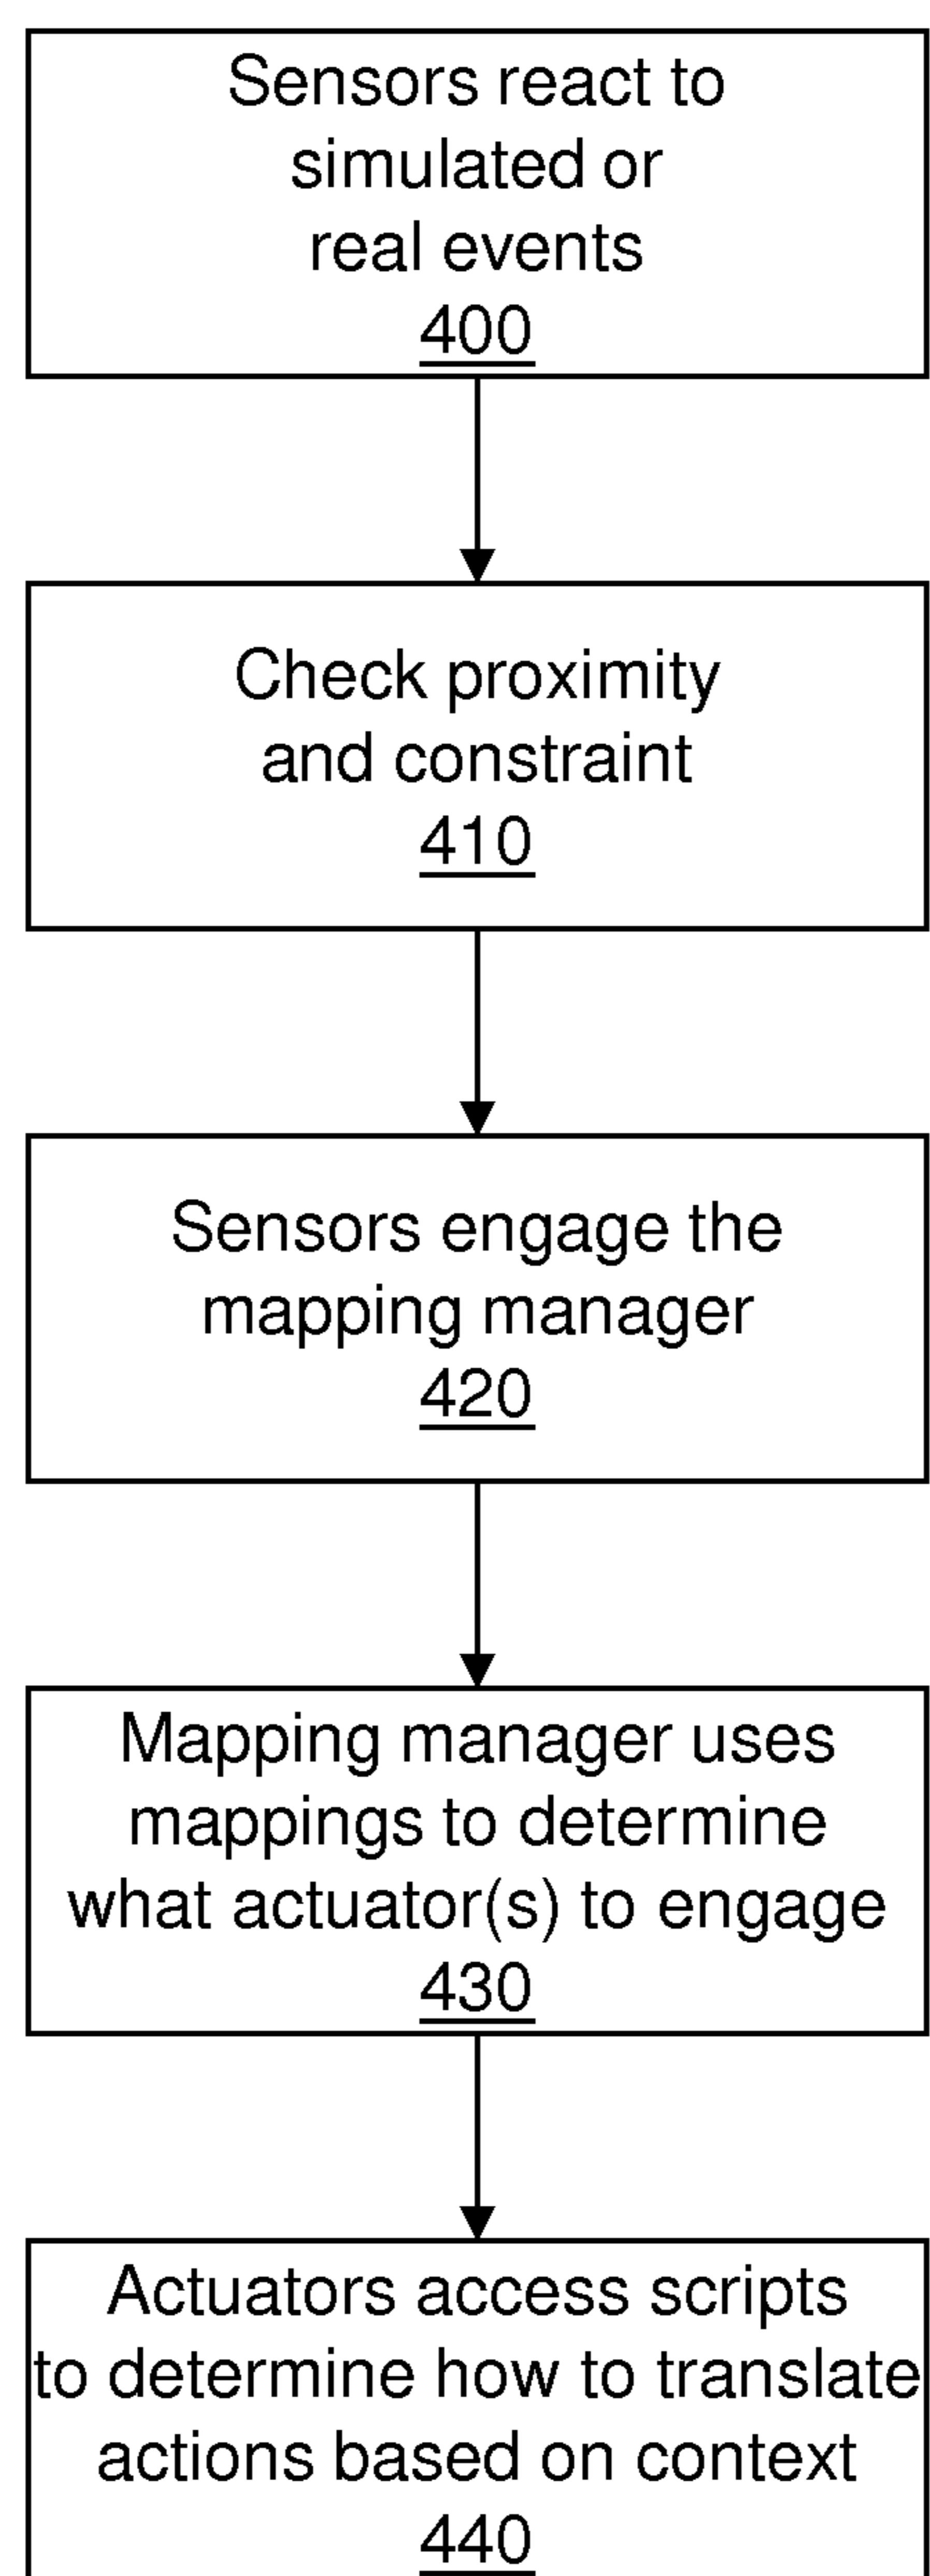 Sensors react to
simulated or
real events
400
Check proximity
and constraint
410
Sensors engage the
mapping manager
420
Mapping manager uses
mappings to determine
what actuator(s) to engage
430
Actuators access scripts
to determine how to translate
actions based on context
440